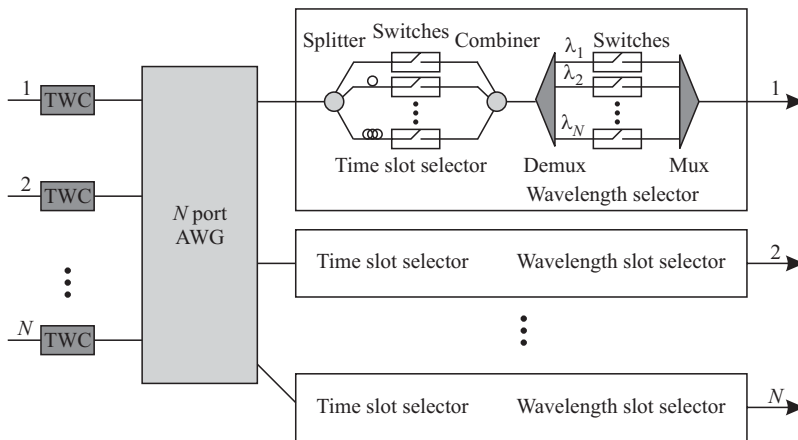 1
TWC
2
TWC
N
TWC
N port
AWG
Splitter
Switches
Combiner
Time slot selector
λ1
λ2
λN
Switches
Demux
Mux
Wavelength selector
1
Time slot selector
Wavelength slot selector
2
Time slot selector
Wavelength slot selector
N